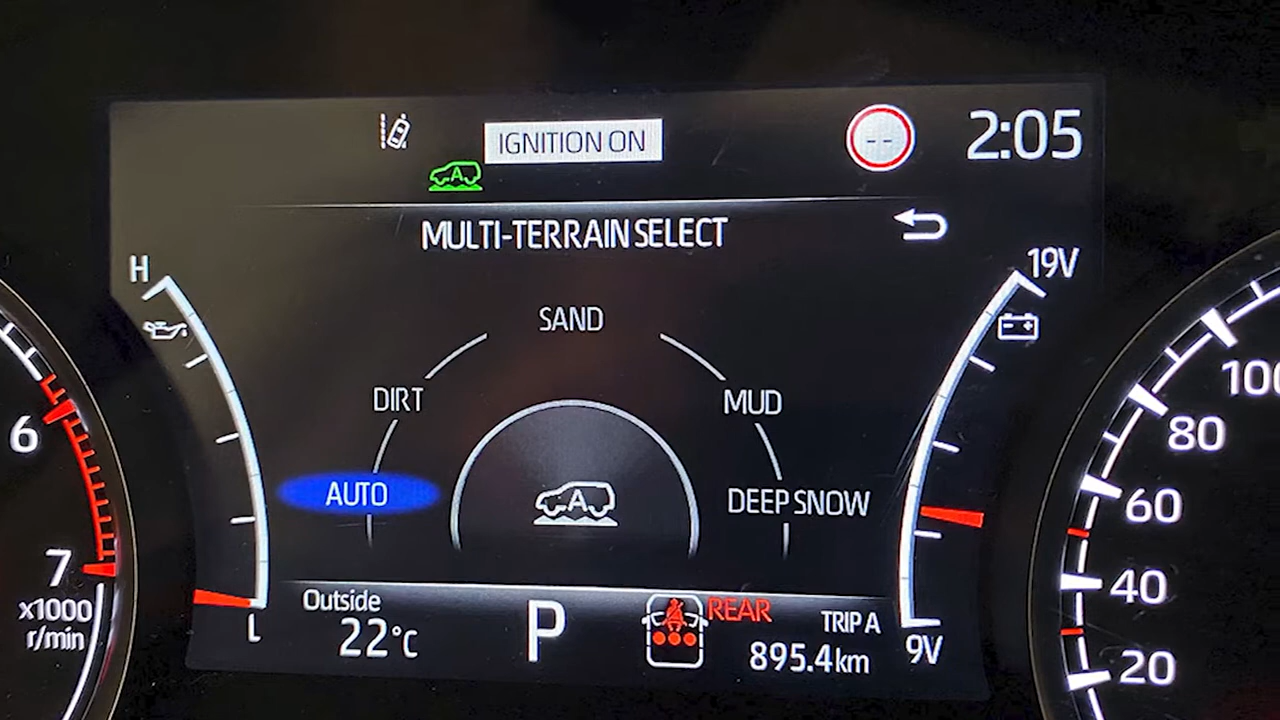 IGNITION ON
--
2:05
A
MULTI-TERRAIN SELECT
H
19V
SAND
DIRT
MUD
AUTO
A
DEEP SNOW
6
7
x1000
r/min
L
9V
Outside
22°C
P
REAR
TRIP A
895.4km
100
80
60
40
20